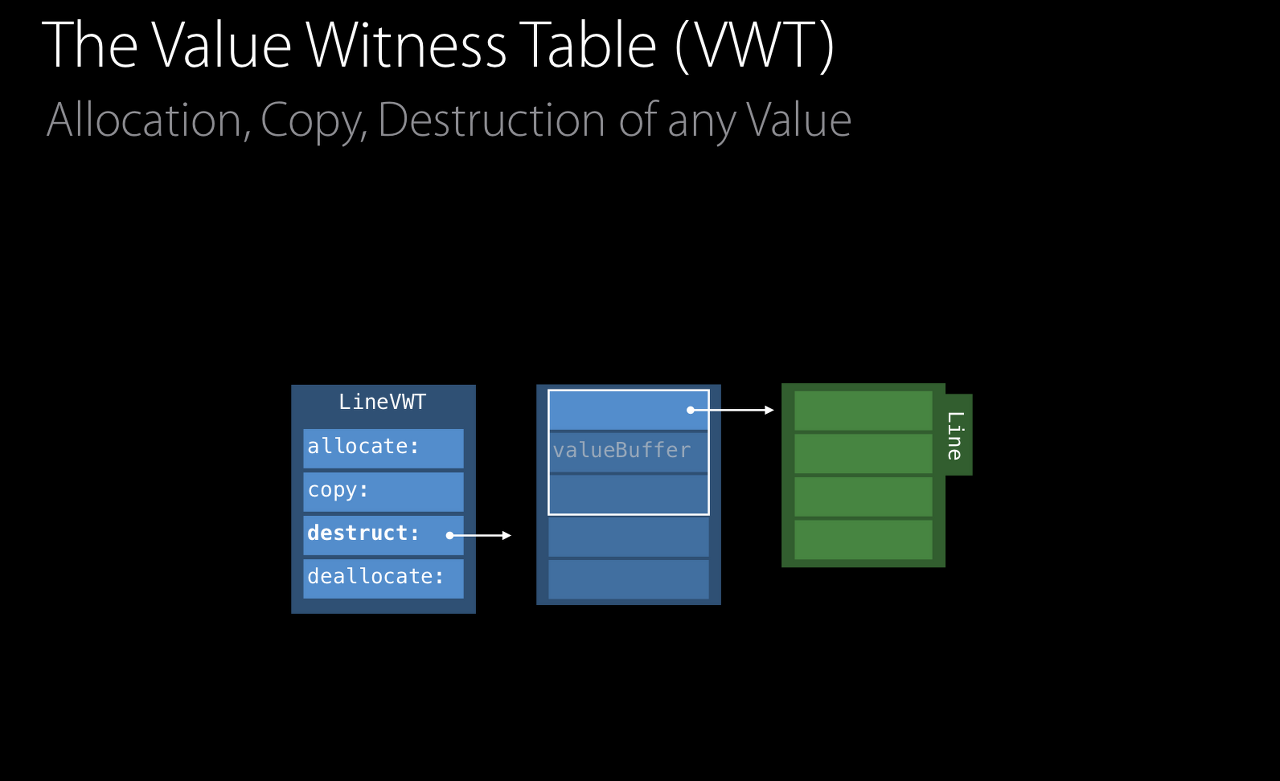 The Value Witness Table (VWT)
Allocation, Copy, Destruction of any Value
LineVWT
allocate:
copy:
destruct:
deallocate:
valueBuffer
Line